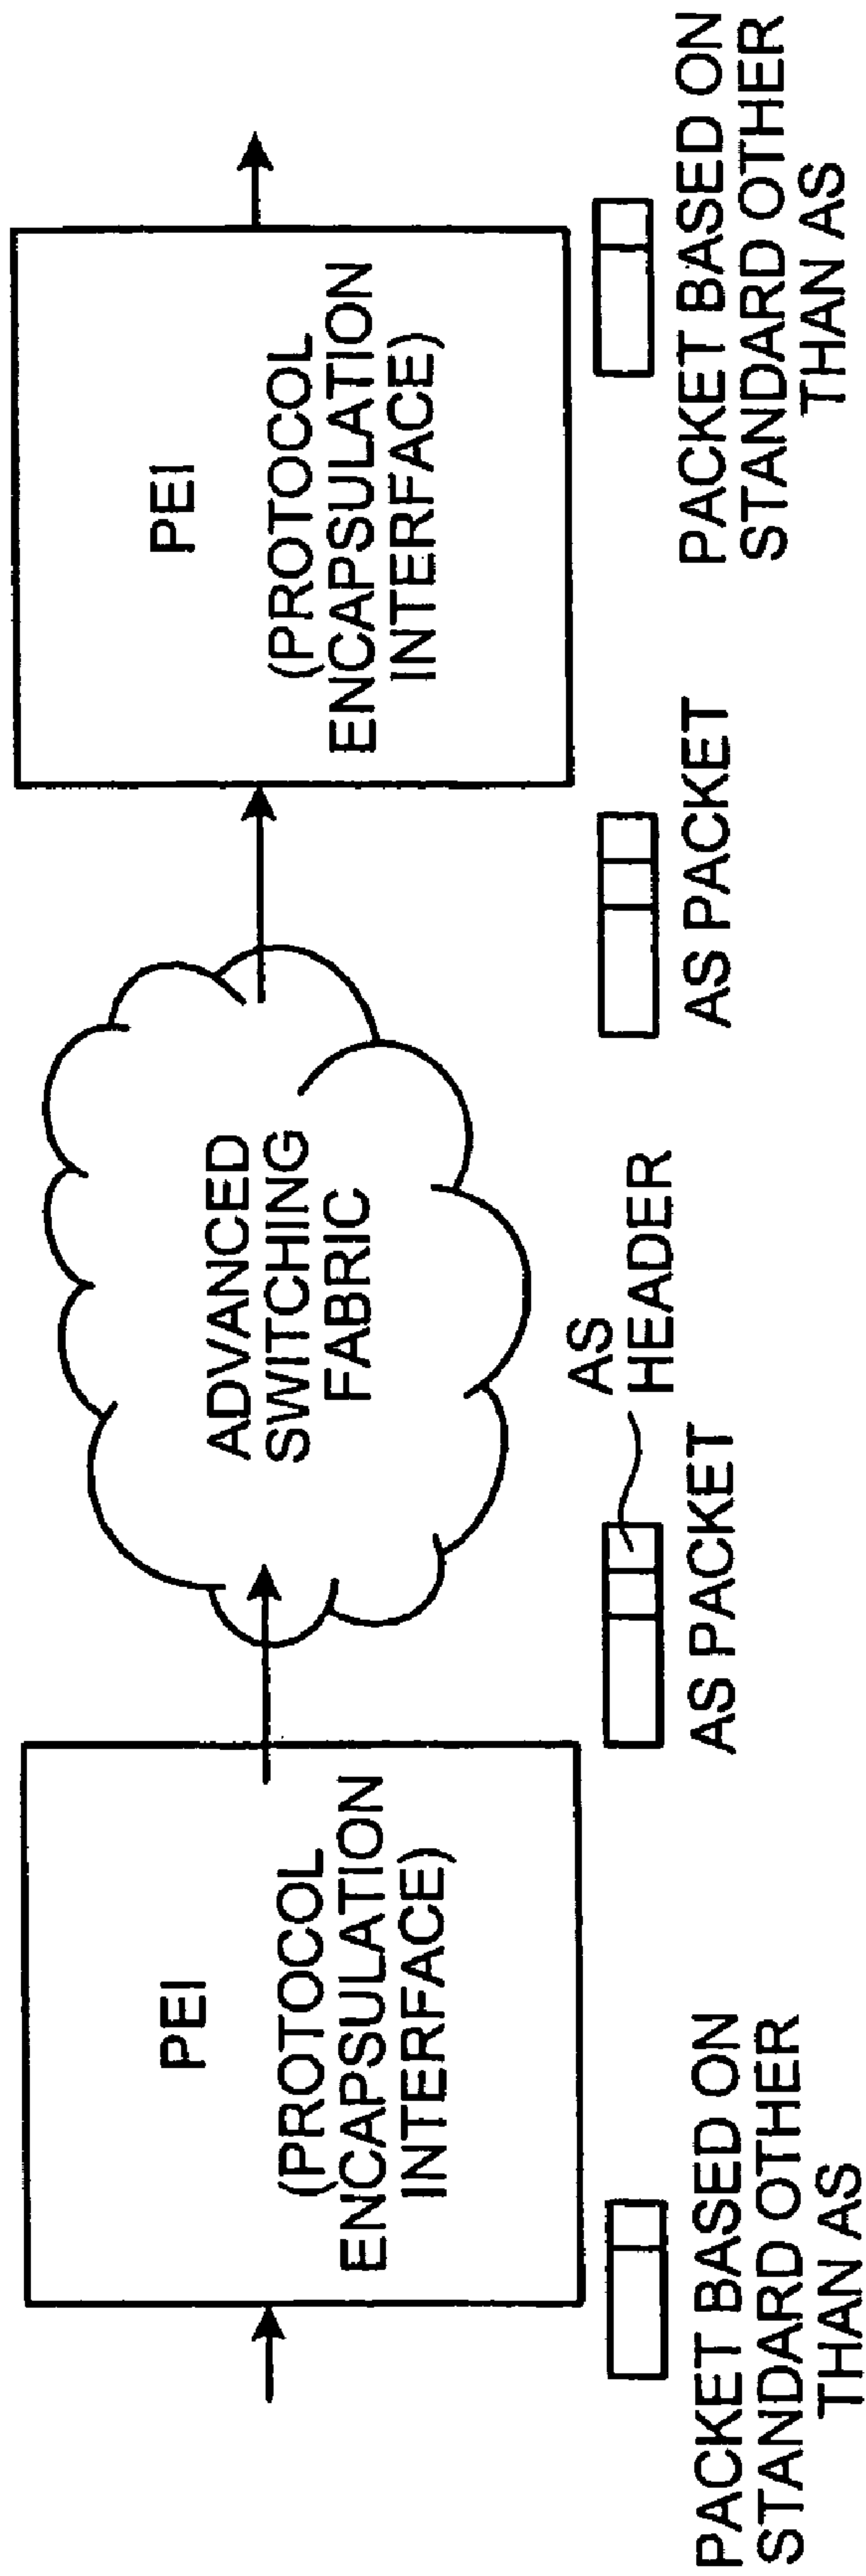 PEI
(PROTOCOL
ENCAPSULATION
INTERFACE)
ADVANCED
SWITCHING
FABRIC
PEI
(PROTOCOL
ENCAPSULATION
INTERFACE)
PACKET BASED ON
STANDARD OTHER
THAN AS
AS PACKET
AS
HEADER
AS PACKET
PACKET BASED ON
STANDARD OTHER
THAN AS